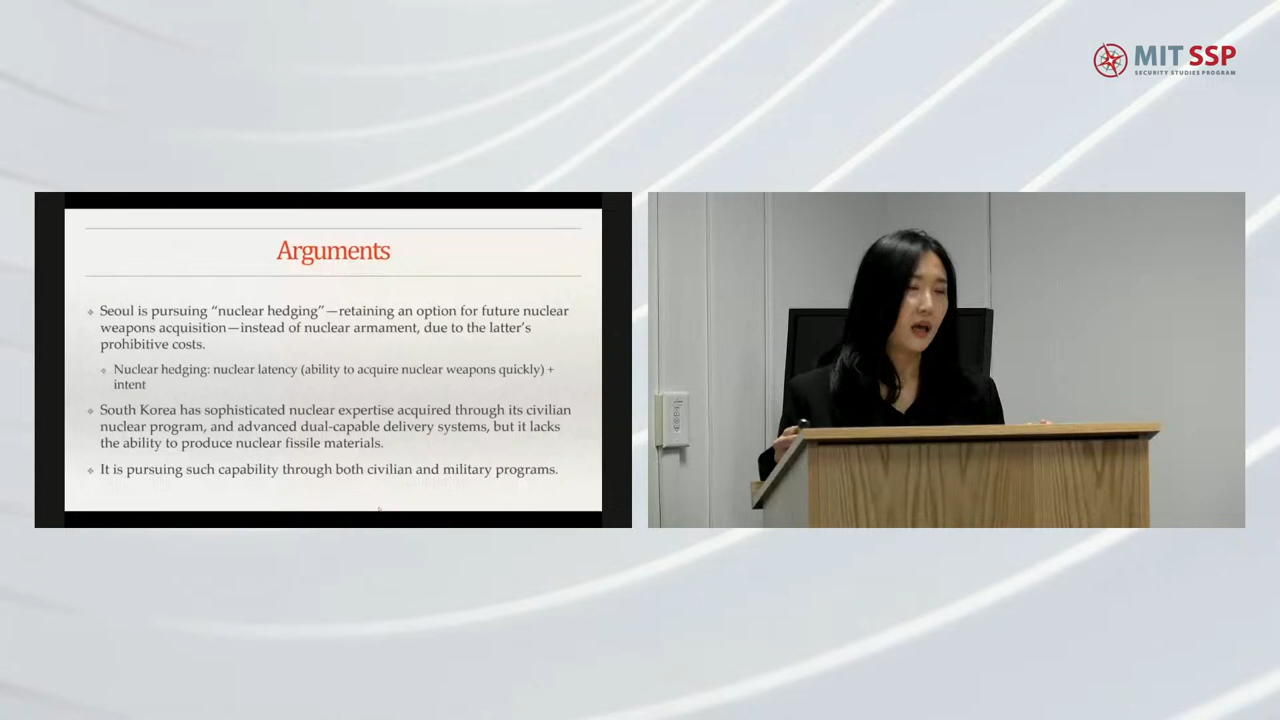 MIT SSP
SECURITY STUDIES PROGRAM
Arguments
Seoul is pursuing “nuclear hedging”—retaining an option for future nuclear
weapons acquisition—instead of nuclear armament, due to the latter’s
prohibitive costs.
Nuclear hedging: nuclear latency (ability to acquire nuclear weapons quickly) +
intent
South Korea has sophisticated nuclear expertise acquired through its civilian
nuclear program, and advanced dual-capable delivery systems, but it lacks
the ability to produce nuclear fissile materials.
It is pursuing such capability through both civilian and military programs.